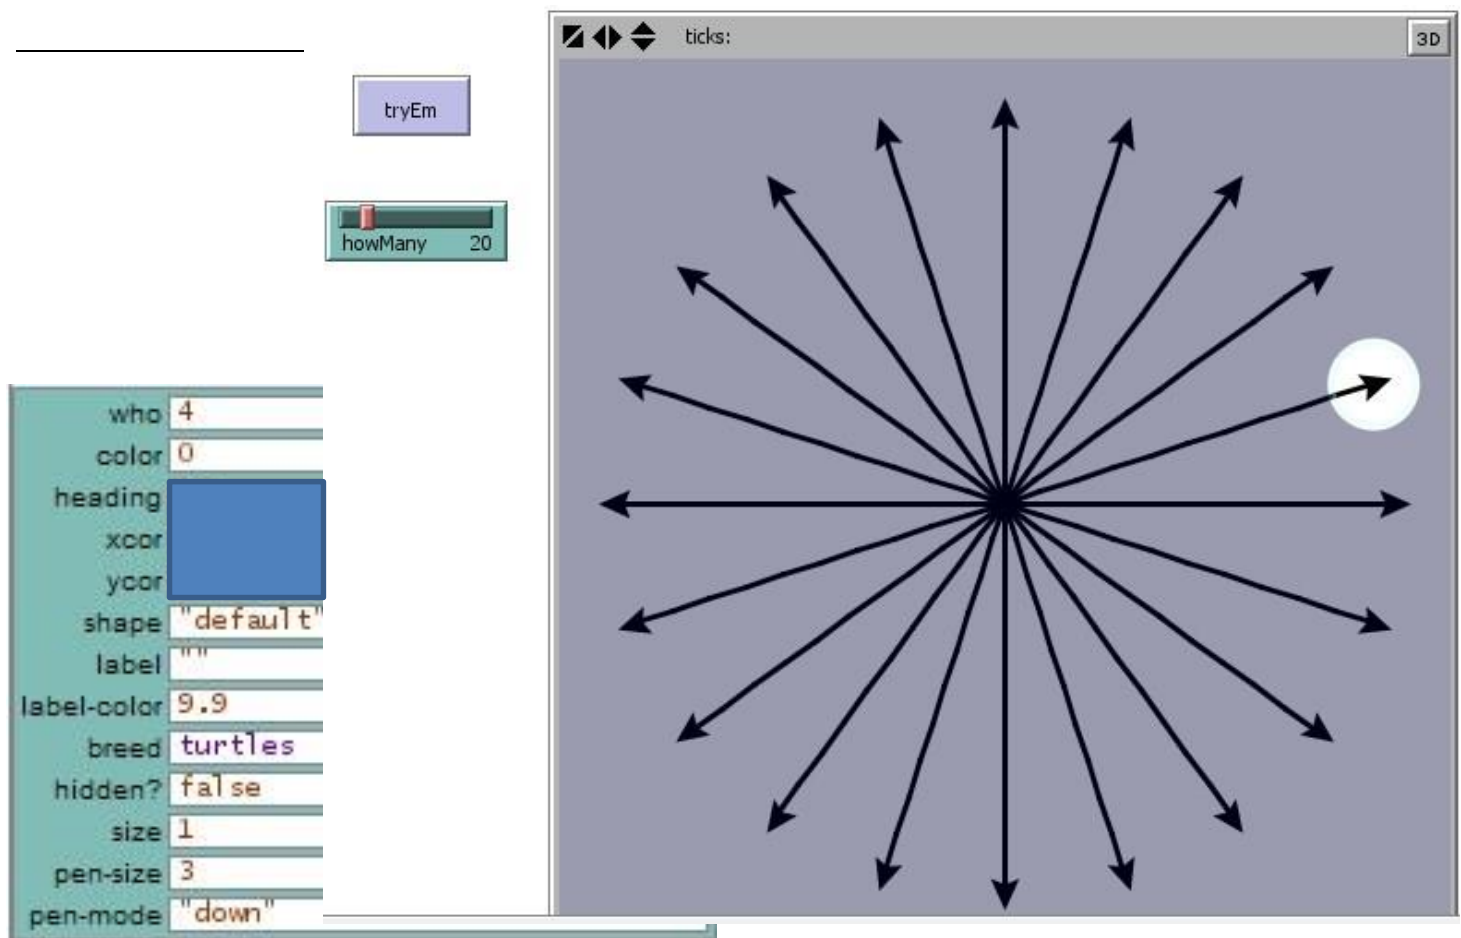 ticks:
3D
tryEm
howMany 20
who 4
color 0
heading
xcor
ycor
shape "default"
label ""
label-color 9.9
breed turtles
hidden? false
size 1
pen-size 3
pen-mode "down"